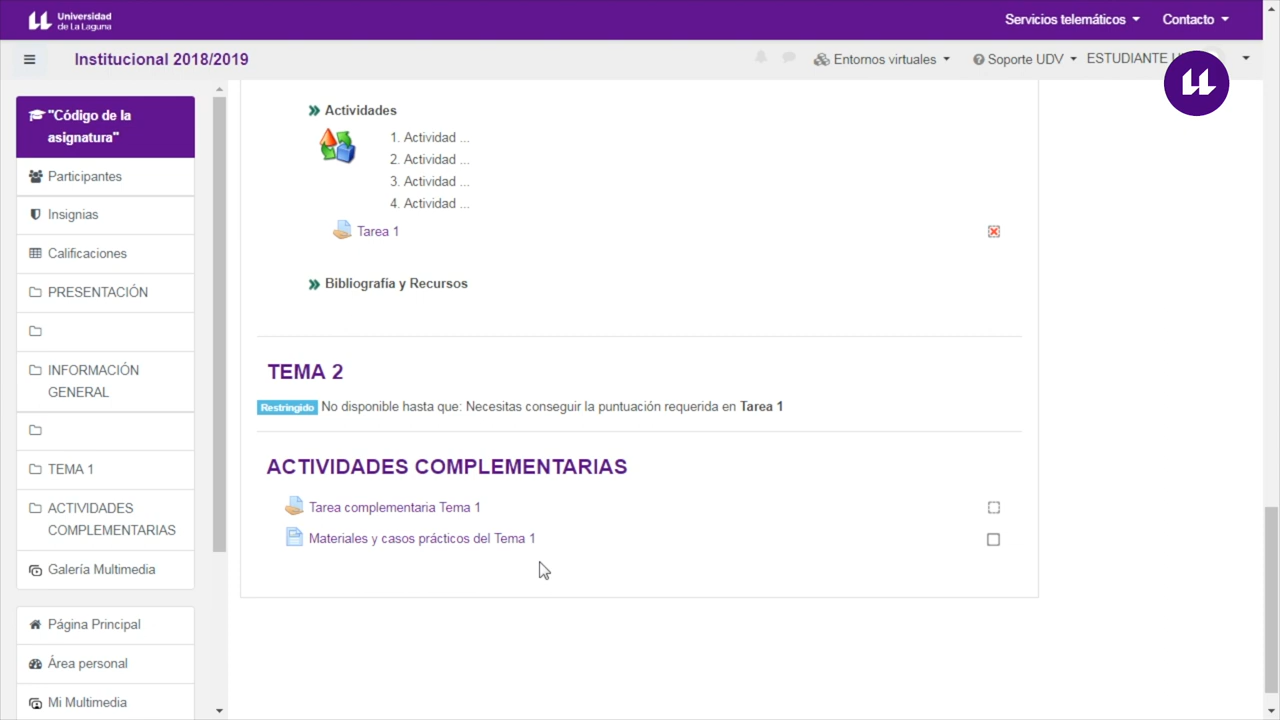 Universidad
de La Laguna
Servicios telemáticos
Contacto
Institucional 2018/2019
Entornos virtuales
Soporte UDV
ESTUDIANTE
"Código de la
asignatura"
Participantes
Insignias
Calificaciones
PRESENTACIÓN
INFORMACIÓN
GENERAL
TEMA 1
ACTIVIDADES
COMPLEMENTARIAS
Galería Multimedia
Página Principal
Área personal
Mi Multimedia
Actividades
1. Actividad ...
2. Actividad ...
3. Actividad ...
4. Actividad ...
Tarea 1
Bibliografía y Recursos
TEMA 2
Restringido No disponible hasta que: Necesitas conseguir la puntuación requerida en Tarea 1
ACTIVIDADES COMPLEMENTARIAS
Tarea complementaria Tema 1
Materiales y casos prácticos del Tema 1